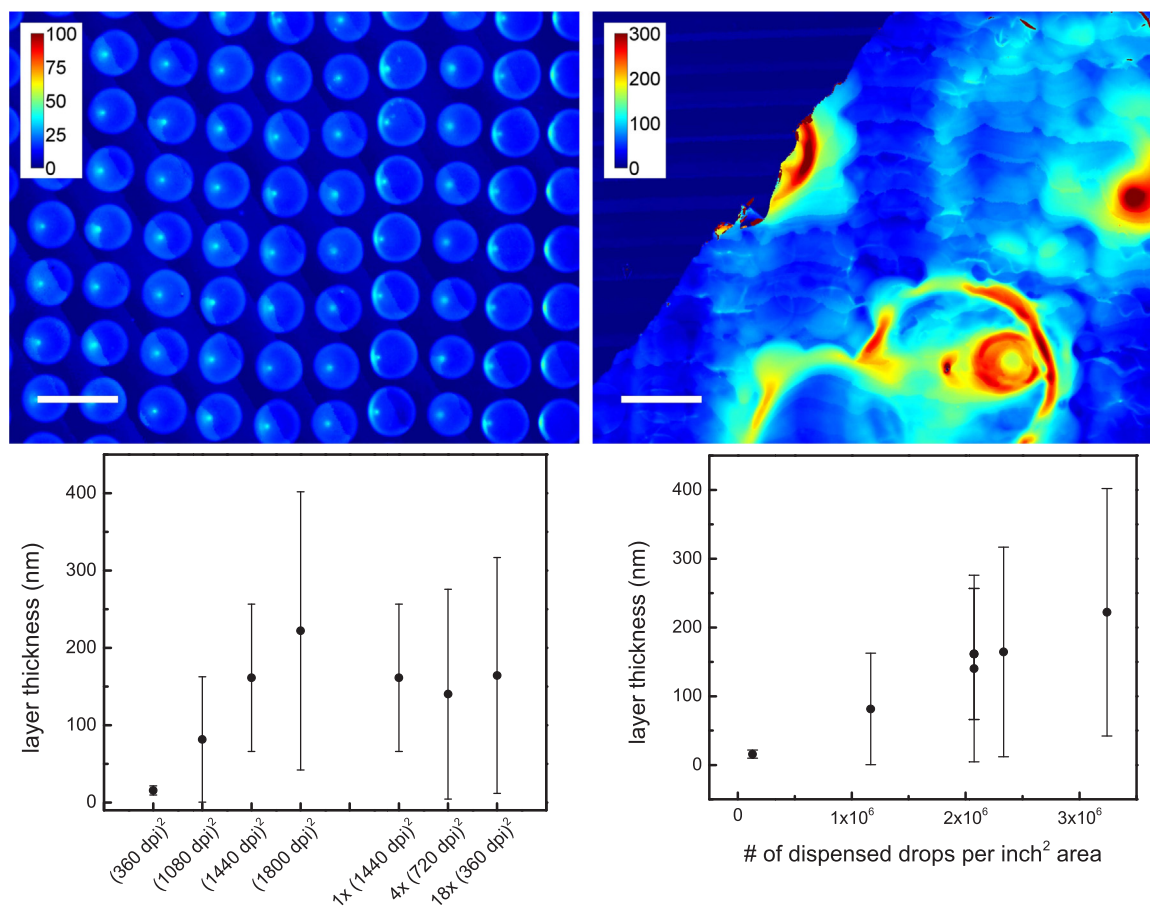 100
75
50
25
0
300
200
100
0
layer thickness (nm)
400
300
200
100
0
(360 dpi)²
(1080 dpi)²
(1440 dpi)²
(1800 dpi)²
1x (1440 dpi)²
4x (720 dpi)²
18x (360 dpi)²
layer thickness (nm)
400
300
200
100
0
0
1x10⁶
2x10⁶
3x10⁶
# of dispensed drops per inch² area